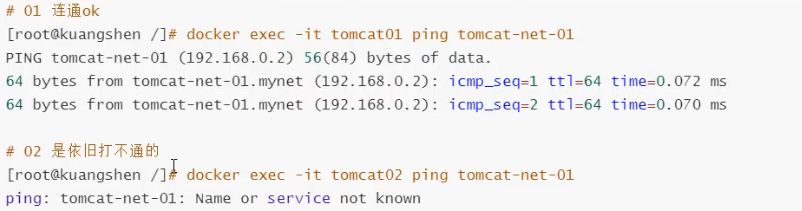 # 01 连通ok
[root@kuangshen /]# docker exec -it tomcat01 ping tomcat-net-01
PING tomcat-net-01 (192.168.0.2) 56(84) bytes of data.
64 bytes from tomcat-net-01.mynet (192.168.0.2): icmp_seq=1 ttl=64 time=0.072 ms
64 bytes from tomcat-net-01.mynet (192.168.0.2): icmp_seq=2 ttl=64 time=0.070 ms
# 02 是依旧打不通的
[root@kuangshen /]# docker exec -it tomcat02 ping tomcat-net-01
ping: tomcat-net-01: Name or service not known